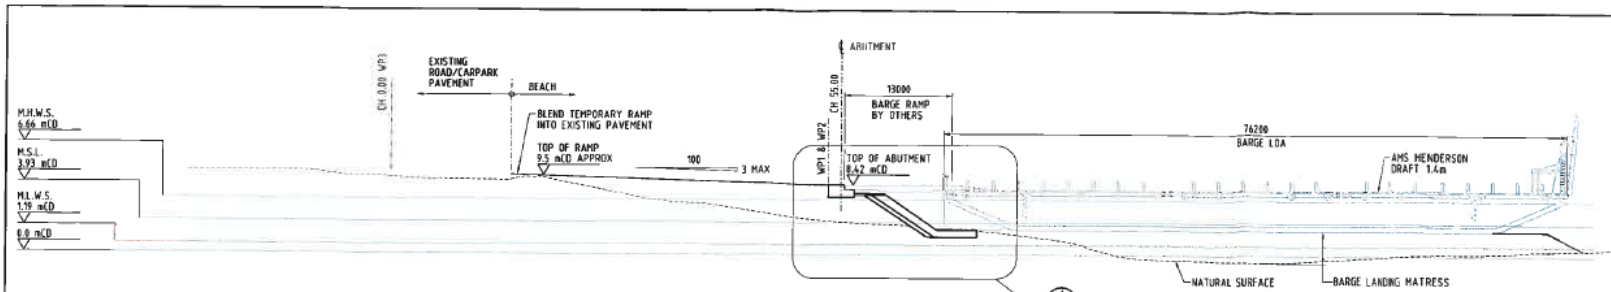 M.H.W.S.
6.66 mCD
M.S.L.
3.93 mCD
M.L.W.S.
1.19 mCD
0.0 mCD
CH 0.00 WP3
EXISTING
ROAD/CARPARK
PAVEMENT
BEACH
BLEND TEMPORARY RAMP
INTO EXISTING PAVEMENT
TOP OF RAMP
9.5 mCD APPROX
100
3 MAX
WP1 & WP2
CH 55.00
ABUTMENT
13000
BARGE RAMP
BY OTHERS
TOP OF ABUTMENT
8.42 mCD
76200
BARGE LOA
AMS HENDERSON
DRAFT 1.4m
NATURAL SURFACE
BARGE LANDING MATRESS